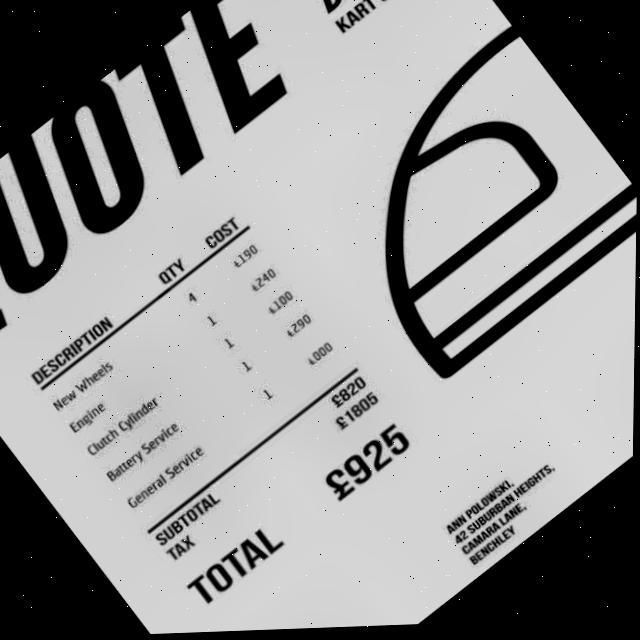 UOTE
KART
DESCRIPTION QTY COST
New Wheels 4 £190
Engine 1 £240
Clutch Cylinder 1 £100
Battery Service 1 £290
General Service 1 £000
SUBTOTAL £820
TAX £1805
TOTAL £925
ANN POLOWSKI,
42 SUBURBAN HEIGHTS,
CAMARA LANE,
BENCHLEY